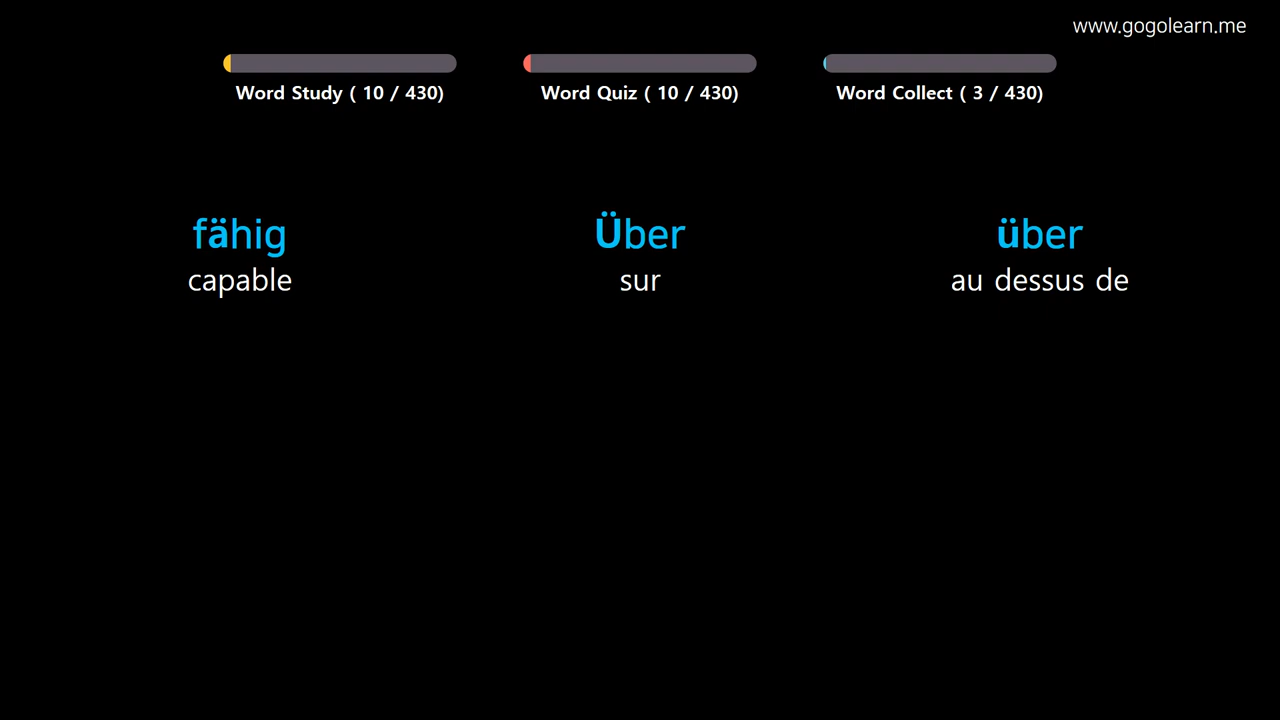 www.gogolearn.me
Word Study ( 10 / 430)
Word Quiz ( 10 / 430)
Word Collect ( 3 / 430)
fähig
capable
Über
sur
über
au dessus de